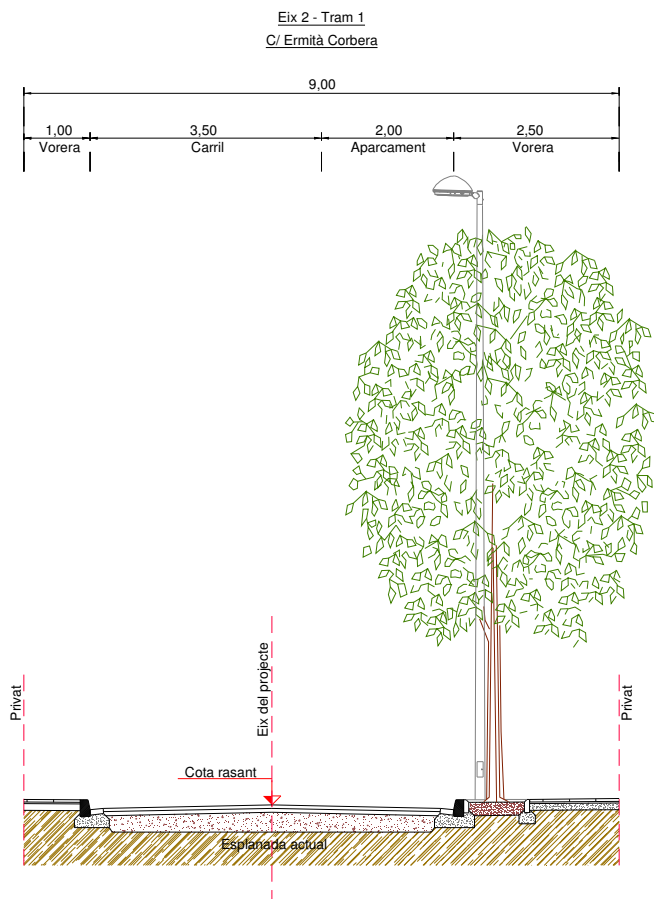 Eix 2 - Tram 1
C/ Ermità Corbera
9,00
1,00 3,50 2,00 2,50
Vorera Carril Aparcament Vorera
Privat
Eix del projecte
Privat
Cota rasant
Esplanada actual